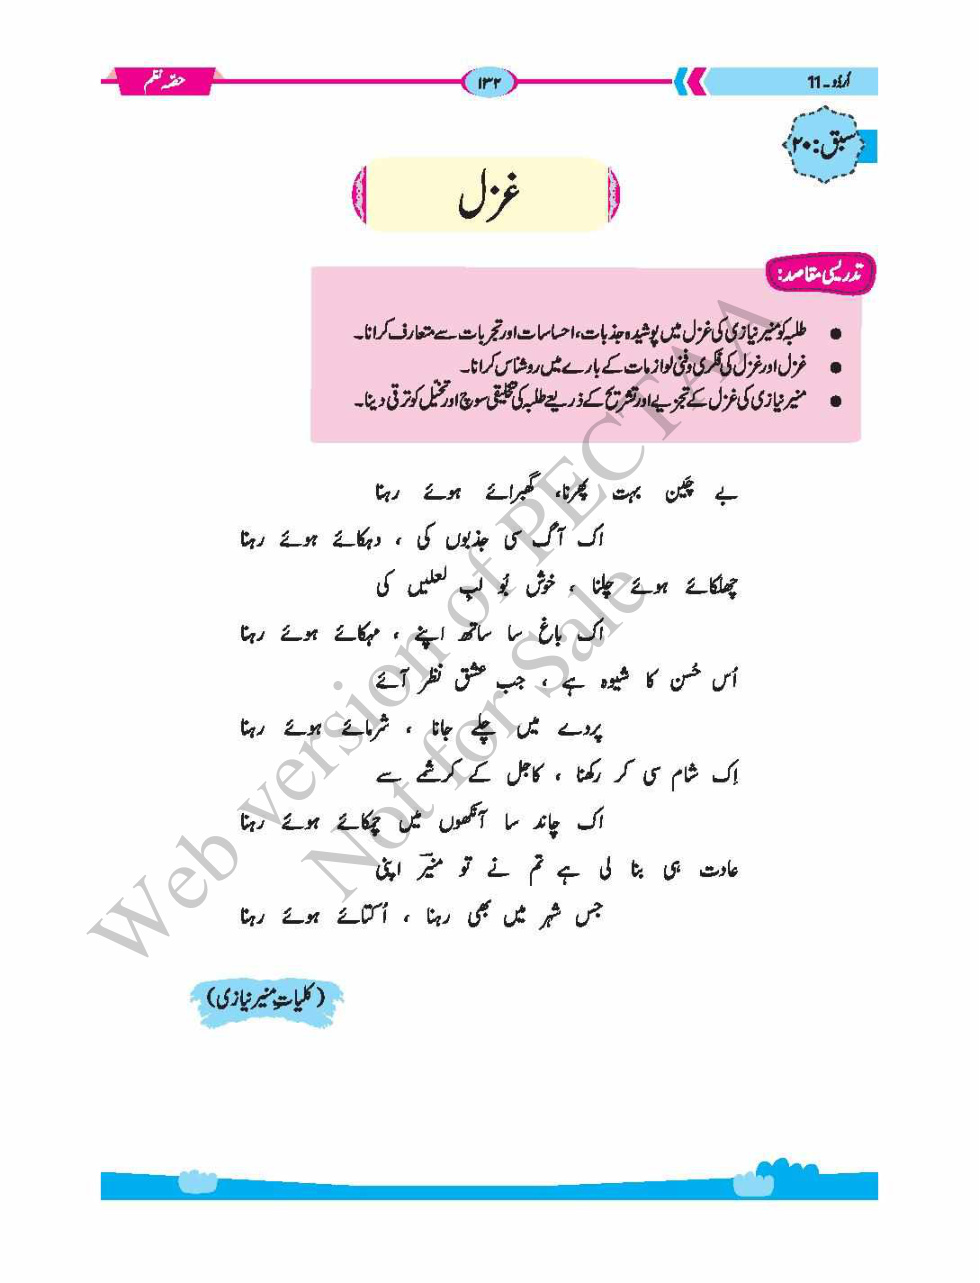 اُردُو ۔ 11
۱۳۲
حصّہ نظم
سبق: ۲۰
غزل
تدریسی مقاصد:
● طلبہ کو منیر نیازی کی غزل میں پوشیدہ جذبات، احساسات اور تجربات سے متعارف کرانا۔
● غزل اور غزل کی فکری و فنّی لوازمات کے بارے میں روشناس کرانا۔
● منیر نیازی کی غزل کے تجزیے اور تشریح کے ذریعے طلبہ کی تخلیقی سوچ اور تخیّل کو ترقی دینا۔
بے چین بہت پھرنا، گھبرائے ہوئے رہنا
اک آگ سی جذبوں کی ، دہکائے ہوئے رہنا
چھلکائے ہوئے چلنا ، خوش بُو لبِ لعلیں کی
اک باغ سا ساتھ اپنے ، مہکائے ہوئے رہنا
اُس حُسن کا شیوہ ہے ، جب عشق نظر آئے
پردے میں چلے جانا ، شرمائے ہوئے رہنا
اِک شام سی کر رکھنا ، کاجل کے کرشمے سے
اک چاند سا آنکھوں میں چمکائے ہوئے رہنا
عادت ہی بنا لی ہے تم نے تو منیرؔ اپنی
جس شہر میں بھی رہنا ، اُکتائے ہوئے رہنا
(کلیاتِ منیر نیازی)
Web version of PECTAA
Not for Sale